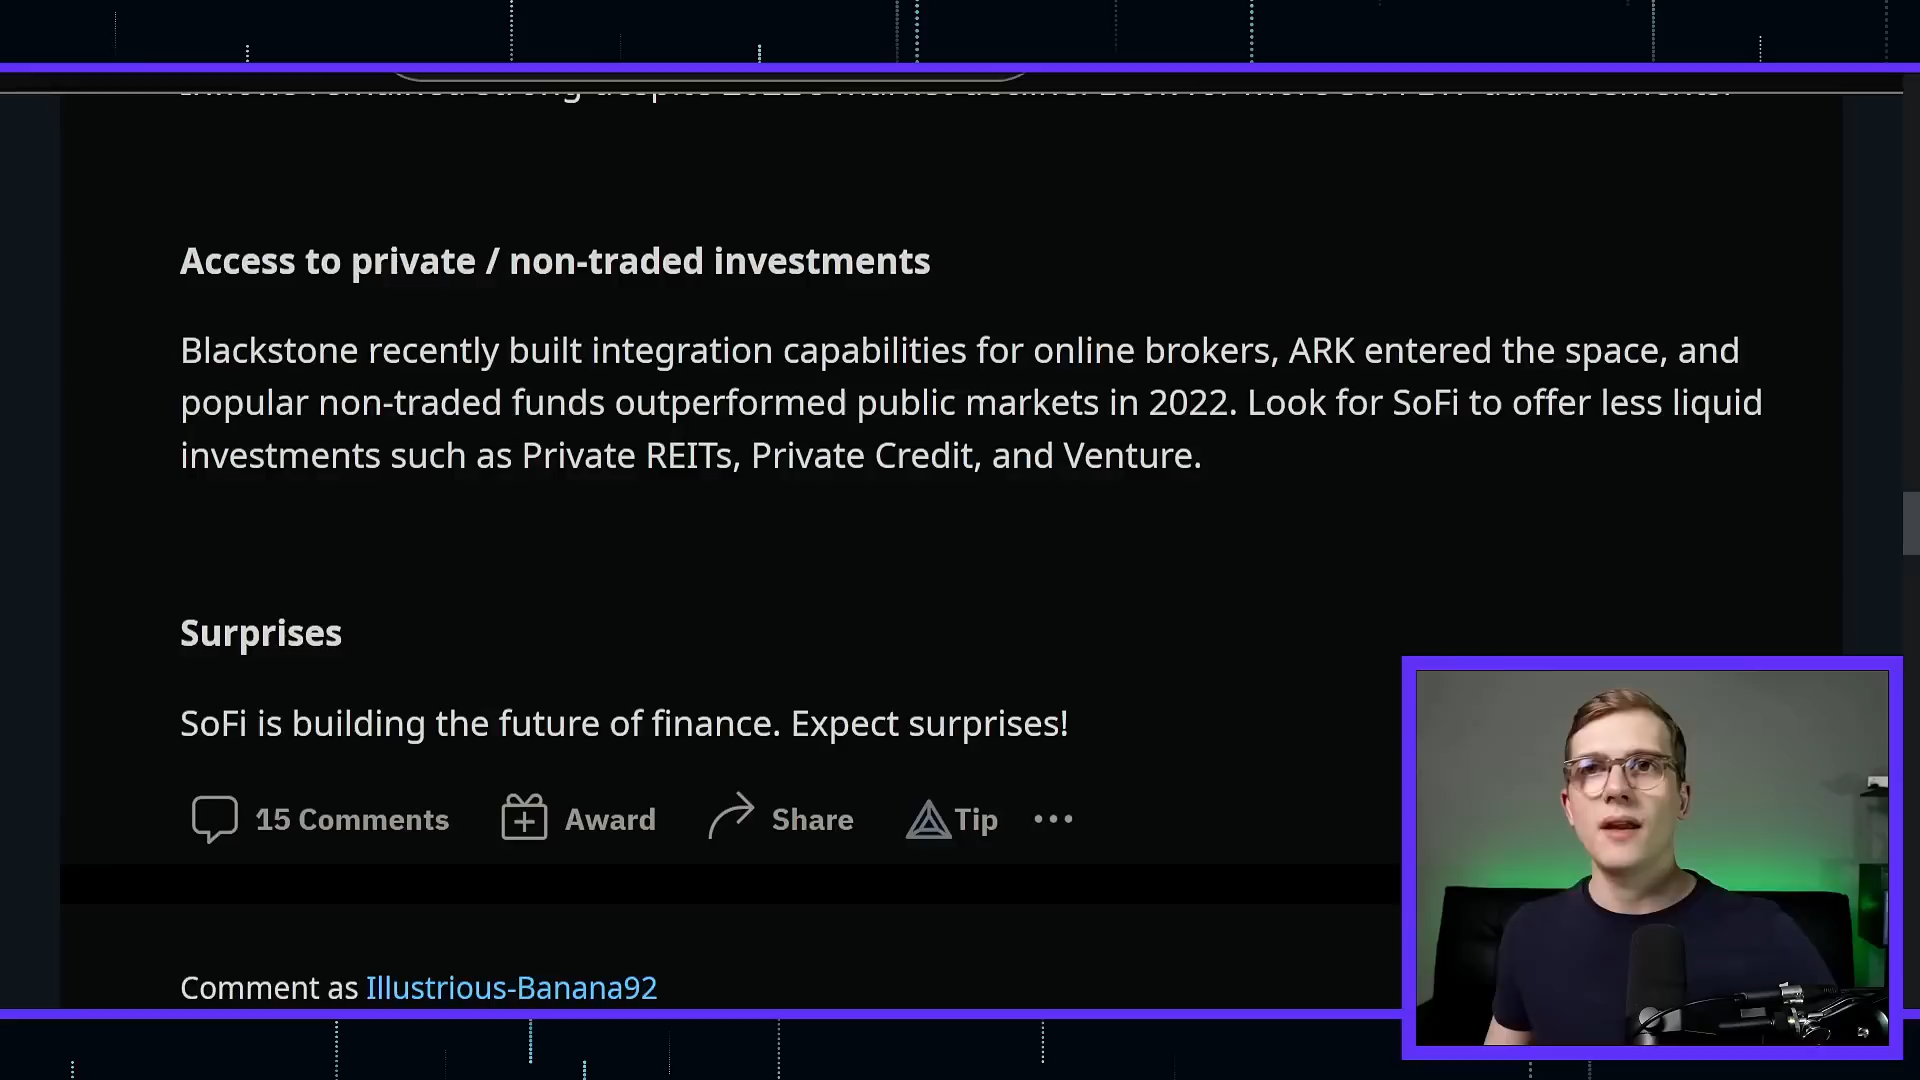 Access to private / non-traded investments
Blackstone recently built integration capabilities for online brokers, ARK entered the space, and
popular non-traded funds outperformed public markets in 2022. Look for SoFi to offer less liquid
investments such as Private REITs, Private Credit, and Venture.
Surprises
SoFi is building the future of finance. Expect surprises!
15 Comments Award Share Tip
Comment as Illustrious-Banana92